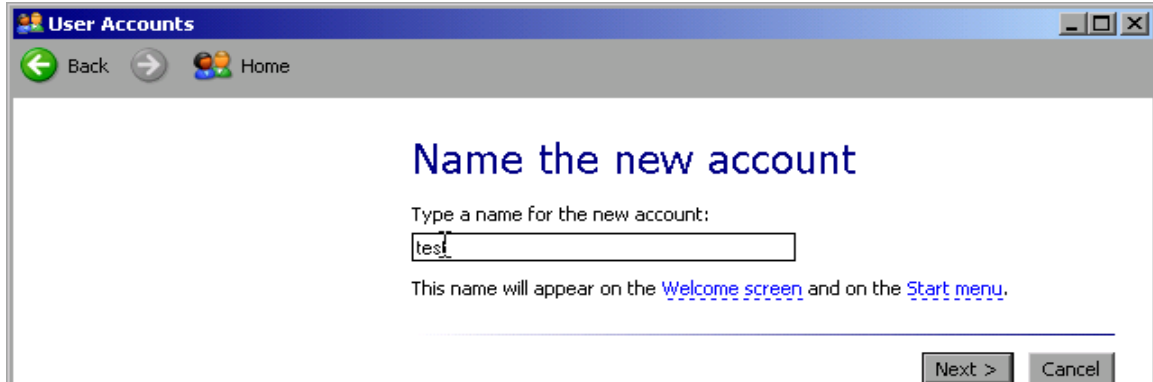 User Accounts
Back Home
Name the new account
Type a name for the new account:
test
This name will appear on the Welcome screen and on the Start menu.
Next > Cancel